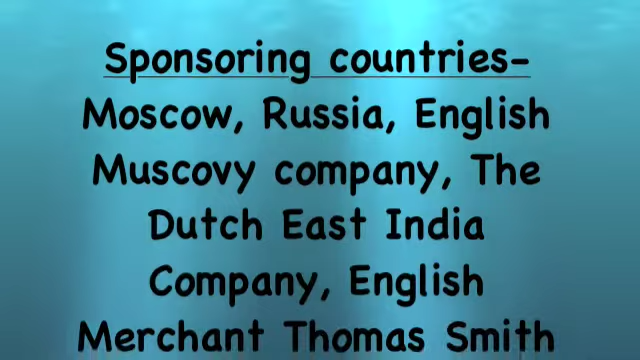 Sponsoring countries-
Moscow, Russia, English
Muscovy company, The
Dutch East India
Company, English
Merchant Thomas Smith